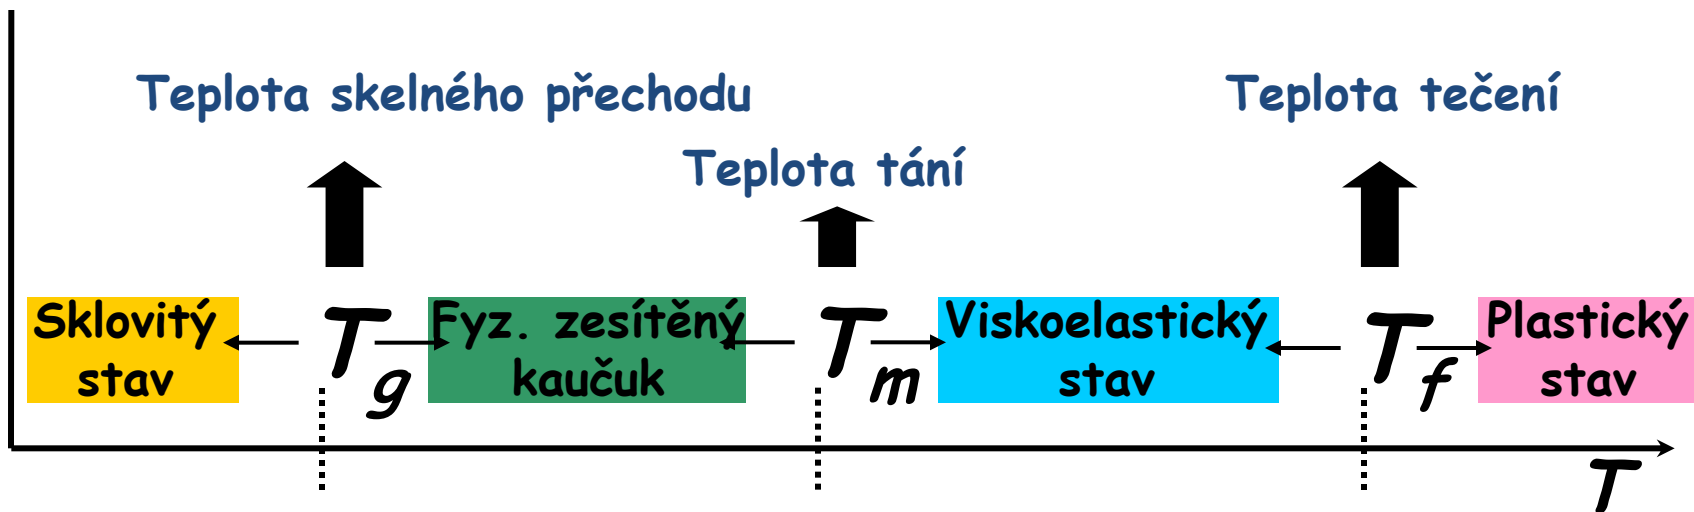 Teplota skelného přechodu
Teplota tečení
Teplota tání
Sklovitý
stav
Tg
Fyz. zesítěný
kaučuk
Tm
Viskoelastický
stav
Tf
Plastický
stav
T